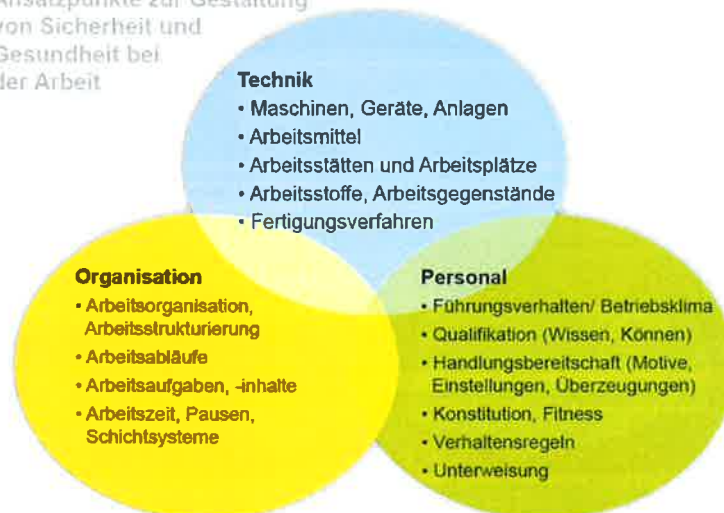 Ansatzpunkte zur Gestaltung
von Sicherheit und
Gesundheit bei
der Arbeit
Technik
• Maschinen, Geräte, Anlagen
• Arbeitsmittel
• Arbeitsstätten und Arbeitsplätze
• Arbeitsstoffe, Arbeitsgegenstände
• Fertigungsverfahren
Organisation
• Arbeitsorganisation,
Arbeitsstrukturierung
• Arbeitsabläufe
• Arbeitsaufgaben, -inhalte
• Arbeitszeit, Pausen,
Schichtsysteme
Personal
• Führungsverhalten/ Betriebsklima
• Qualifikation (Wissen, Können)
• Handlungsbereitschaft (Motive,
Einstellungen, Überzeugungen)
• Konstitution, Fitness
• Verhaltensregeln
• Unterweisung